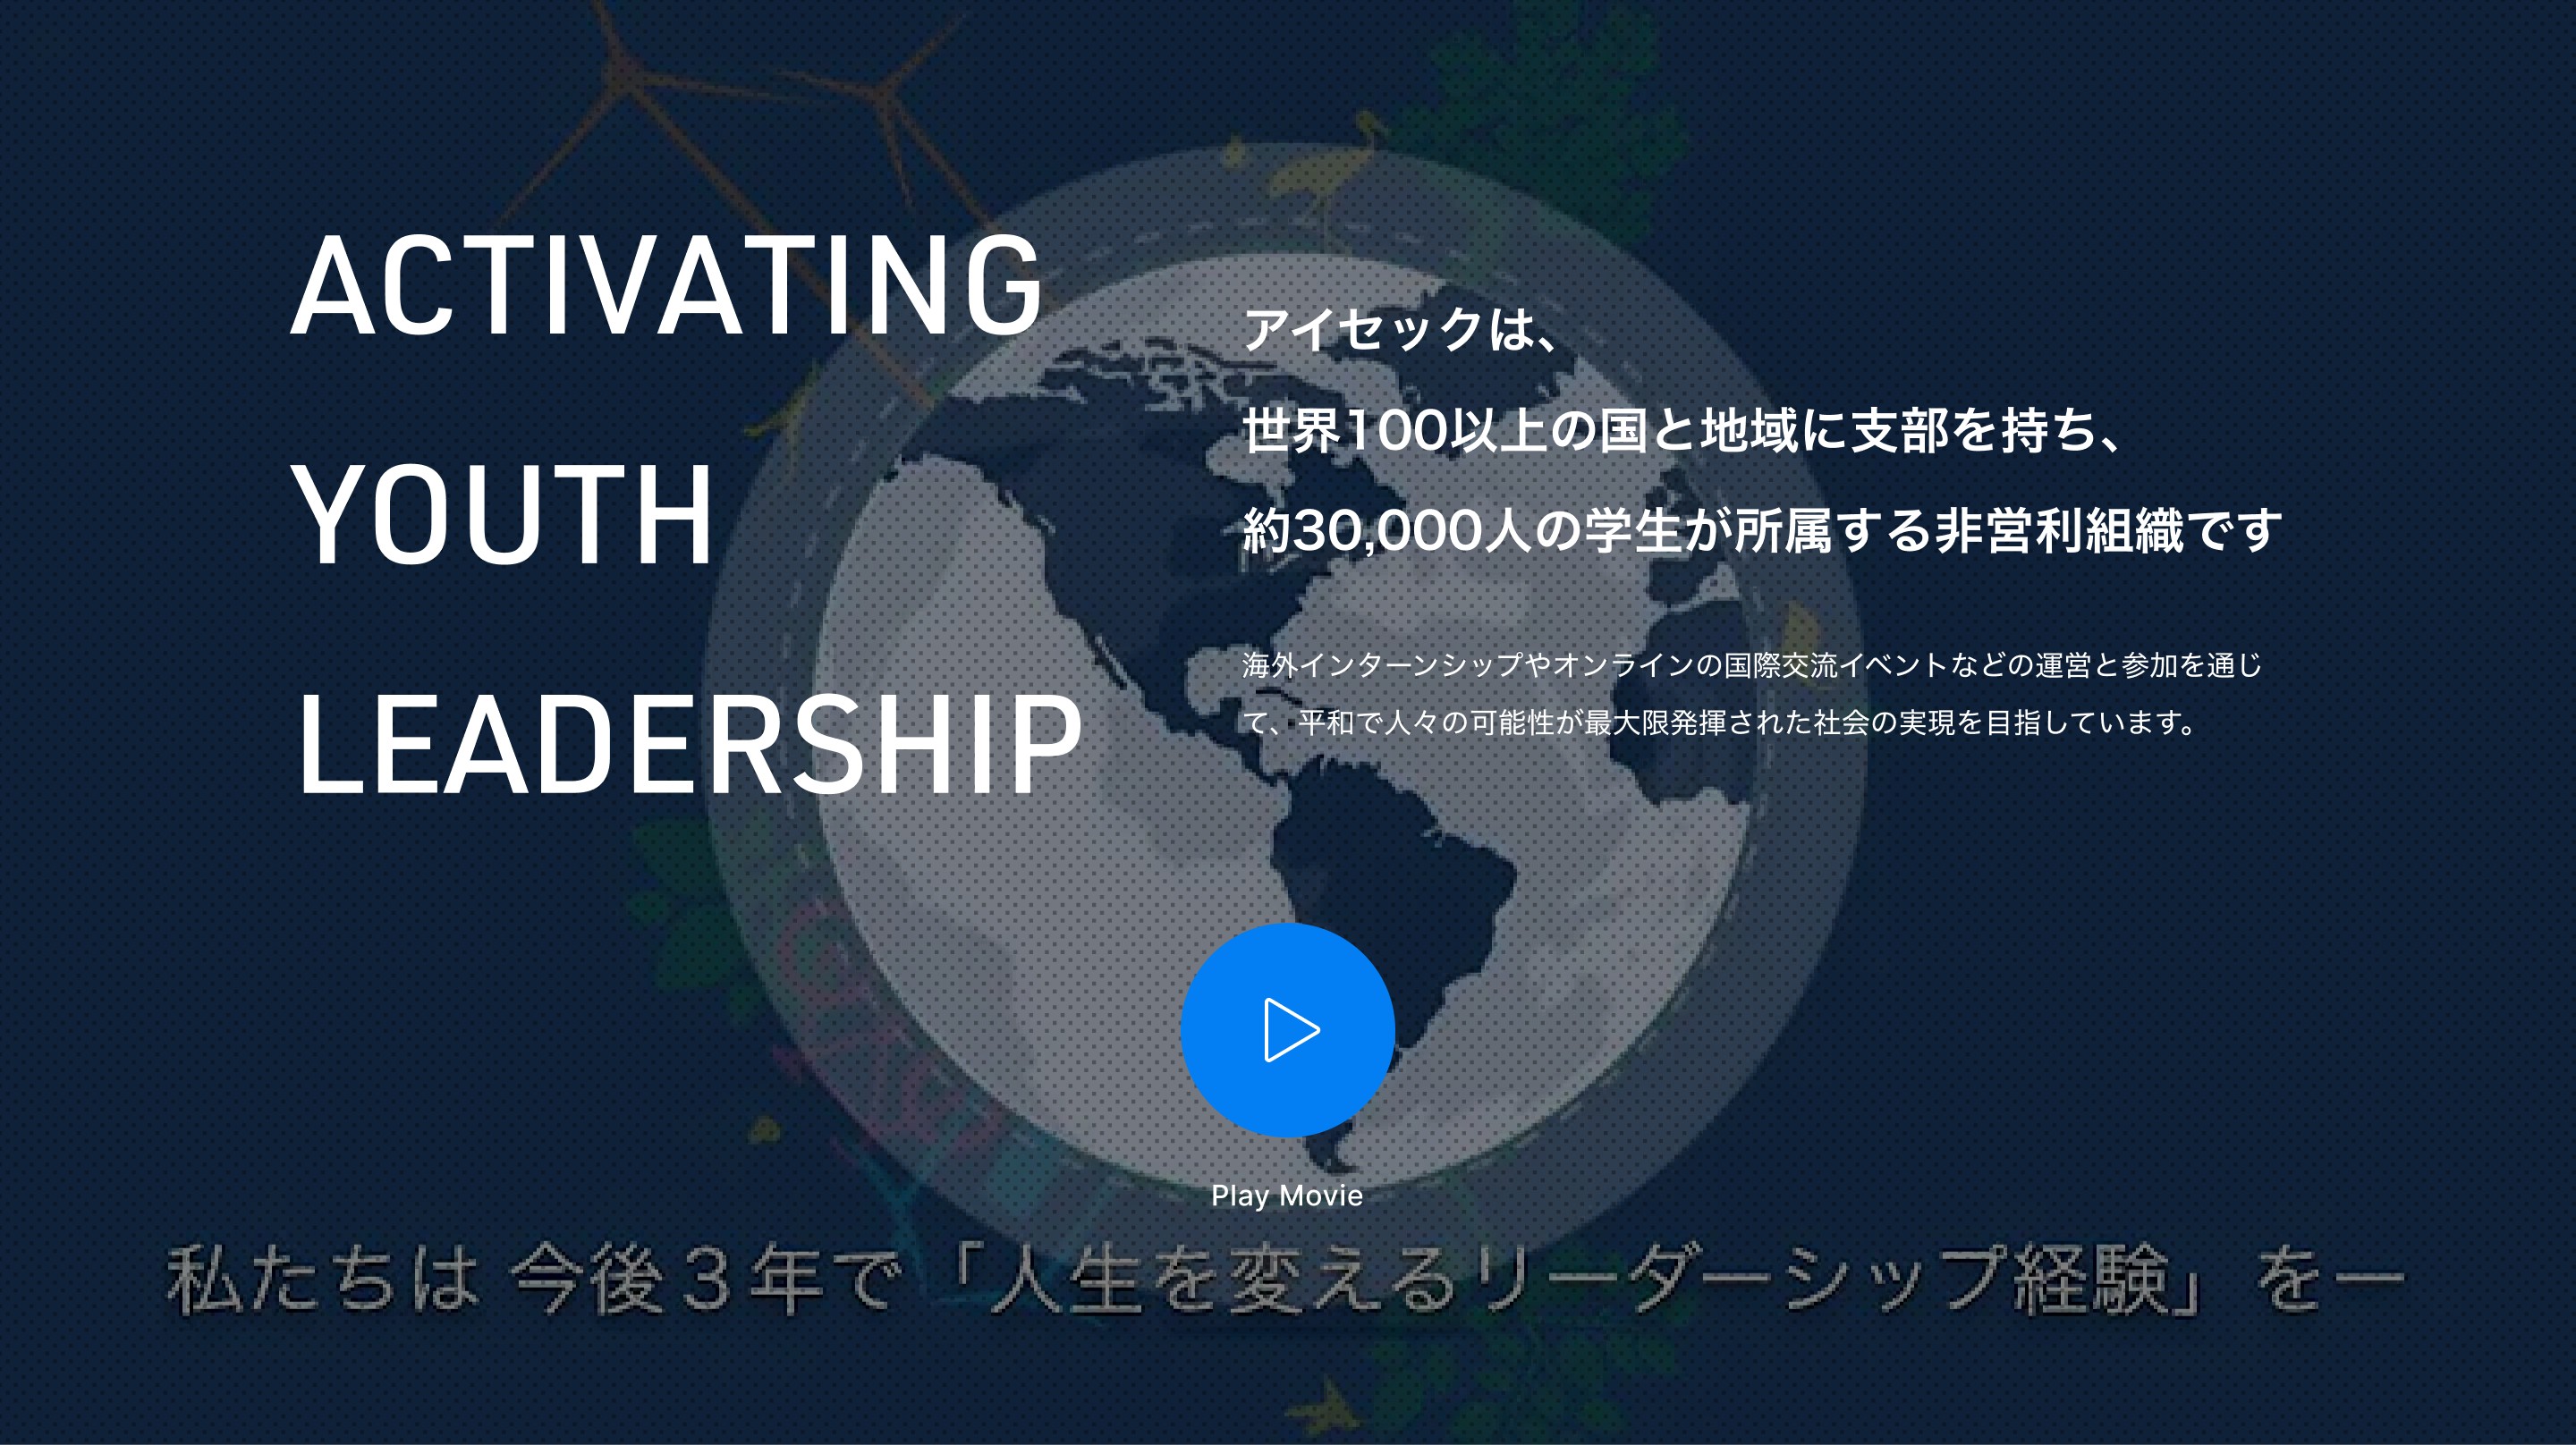 ACTIVATING
YOUTH
LEADERSHIP
アイセックは、
世界100以上の国と地域に支部を持ち、
約30,000人の学生が所属する非営利組織です
海外インターンシップやオンラインの国際交流イベントなどの運営と参加を通じ
て、平和で人々の可能性が最大限発揮された社会の実現を目指しています。
Play Movie
私たちは 今後３年で「人生を変えるリーダーシップ経験」を一